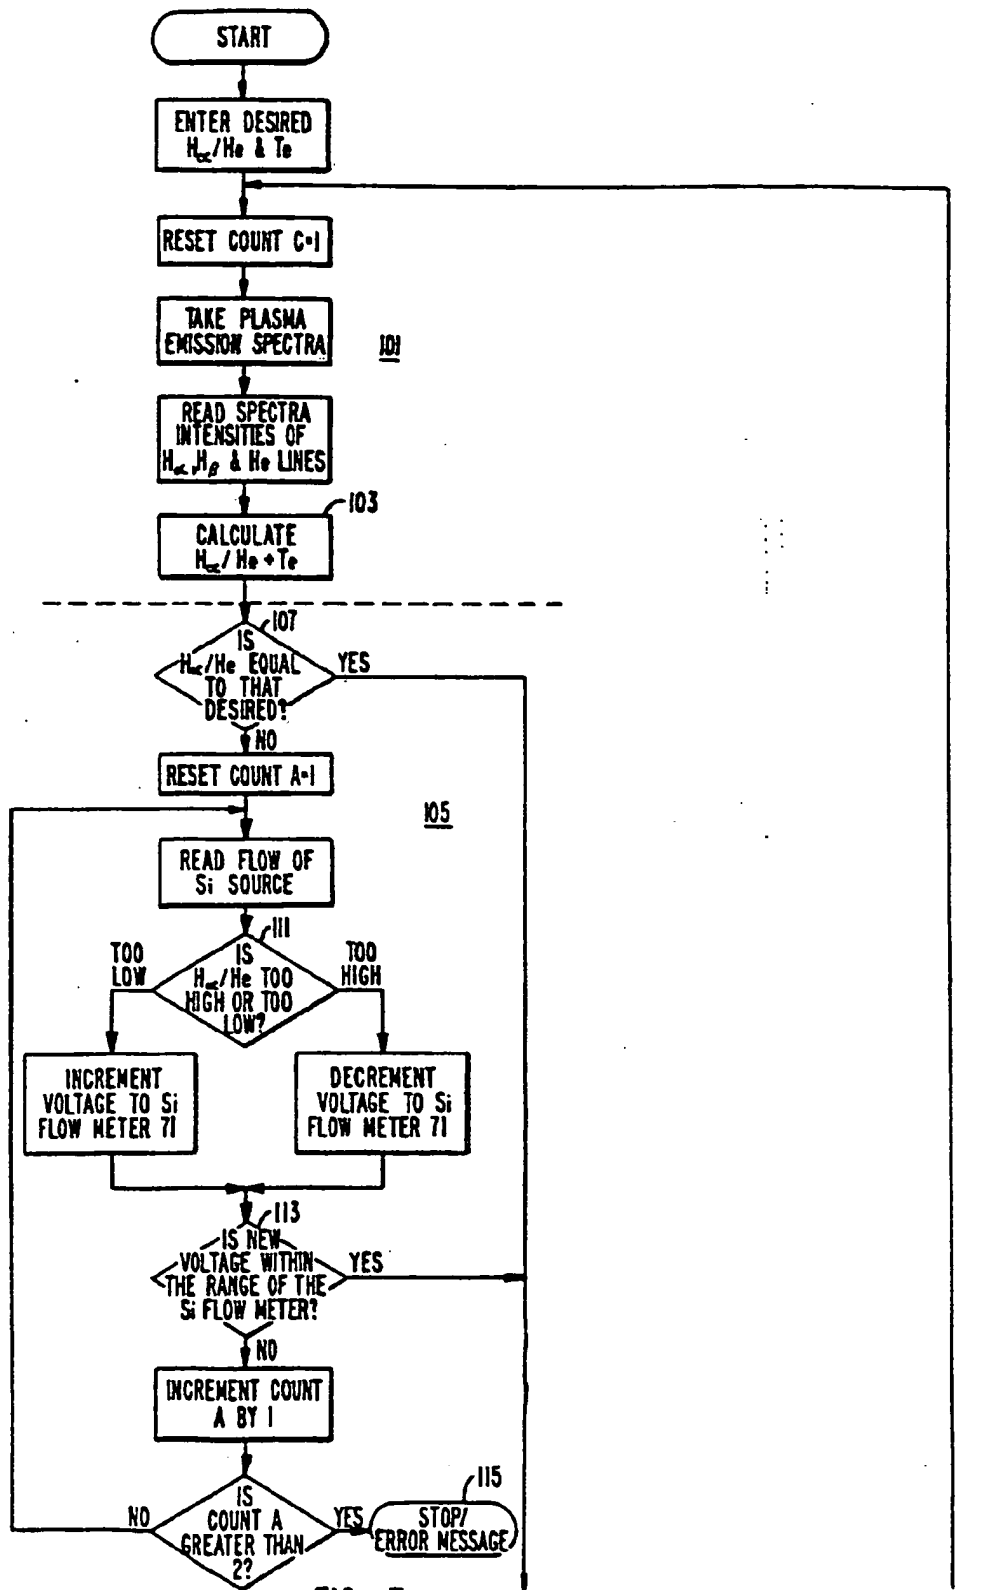 START
ENTER DESIRED
H∝/He & Te
RESET COUNT C=1
TAKE PLASMA
EMISSION SPECTRA
101
READ SPECTRA
INTENSITIES OF
H∝, Hβ & He LINES
103
CALCULATE
H∝/He + Te
107
IS
H∝/He EQUAL
TO THAT
DESIRED?
YES
NO
RESET COUNT A=1
105
READ FLOW OF
Si SOURCE
111
IS
H∝/He TOO
HIGH OR TOO
LOW?
TOO
LOW
TOO
HIGH
INCREMENT
VOLTAGE TO Si
FLOW METER 71
DECREMENT
VOLTAGE TO Si
FLOW METER 71
113
IS NEW
VOLTAGE WITHIN
THE RANGE OF THE
Si FLOW METER?
YES
NO
INCREMENT COUNT
A BY 1
IS
COUNT A
GREATER THAN
2?
NO
YES
115
STOP/
ERROR MESSAGE